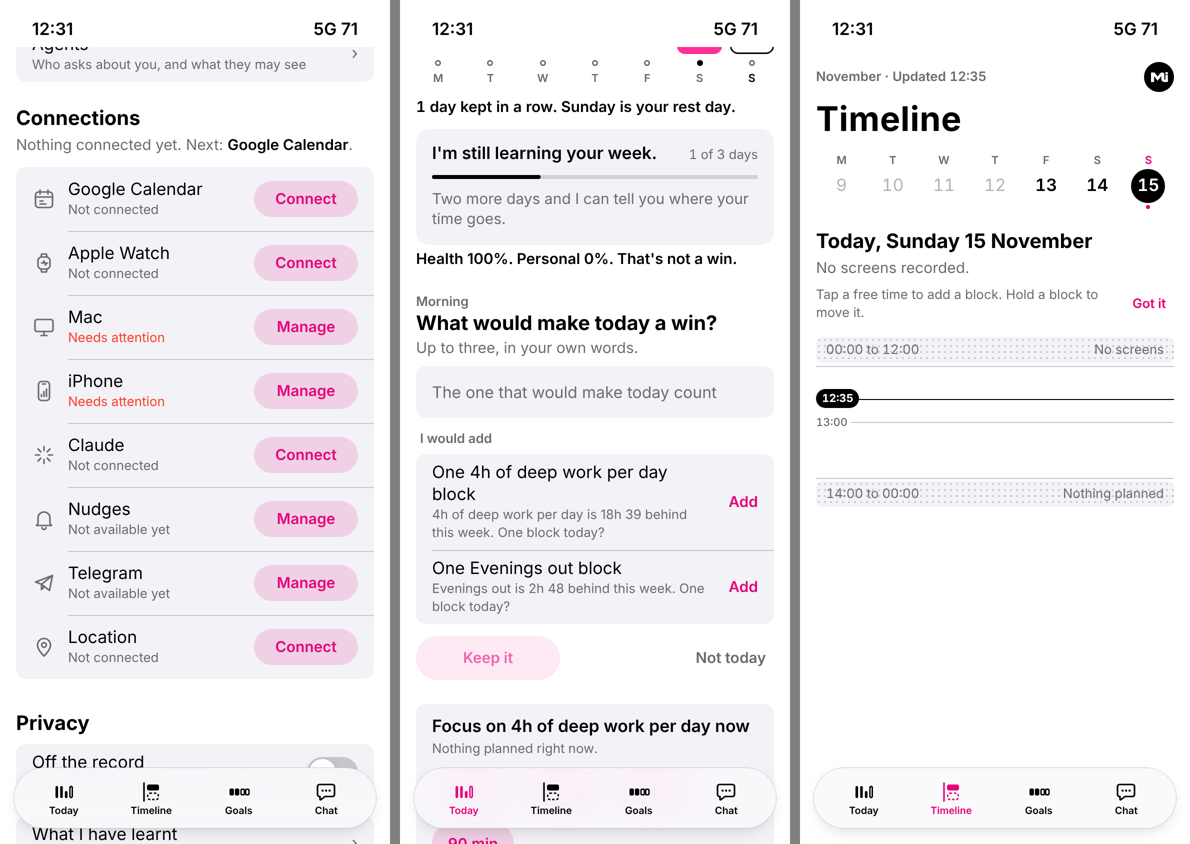 12:31
5G 71
Agents
Who asks about you, and what they may see
Connections
Nothing connected yet. Next: Google Calendar.
Google Calendar
Not connected
Connect
Apple Watch
Not connected
Connect
Mac
Needs attention
Manage
iPhone
Needs attention
Manage
Claude
Not connected
Connect
Nudges
Not available yet
Manage
Telegram
Not available yet
Manage
Location
Not connected
Connect
Privacy
Off the record
Today
Timeline
Goals
Chat
What I have learnt
12:31
5G 71
M T W T F S S
1 day kept in a row. Sunday is your rest day.
I'm still learning your week.
1 of 3 days
Two more days and I can tell you where your
time goes.
Health 100%. Personal 0%. That's not a win.
Morning
What would make today a win?
Up to three, in your own words.
The one that would make today count
I would add
One 4h of deep work per day
block
4h of deep work per day is 18h 39 behind
this week. One block today?
Add
One Evenings out block
Evenings out is 2h 48 behind this week. One
block today?
Add
Keep it
Not today
Focus on 4h of deep work per day now
Nothing planned right now.
Today
Timeline
Goals
Chat
90 min
12:31
5G 71
November · Updated 12:35
Mi
Timeline
M T W T F S S
9 10 11 12 13 14 15
Today, Sunday 15 November
No screens recorded.
Tap a free time to add a block. Hold a block to
move it.
Got it
00:00 to 12:00
No screens
12:35
13:00
14:00 to 00:00
Nothing planned
Today
Timeline
Goals
Chat